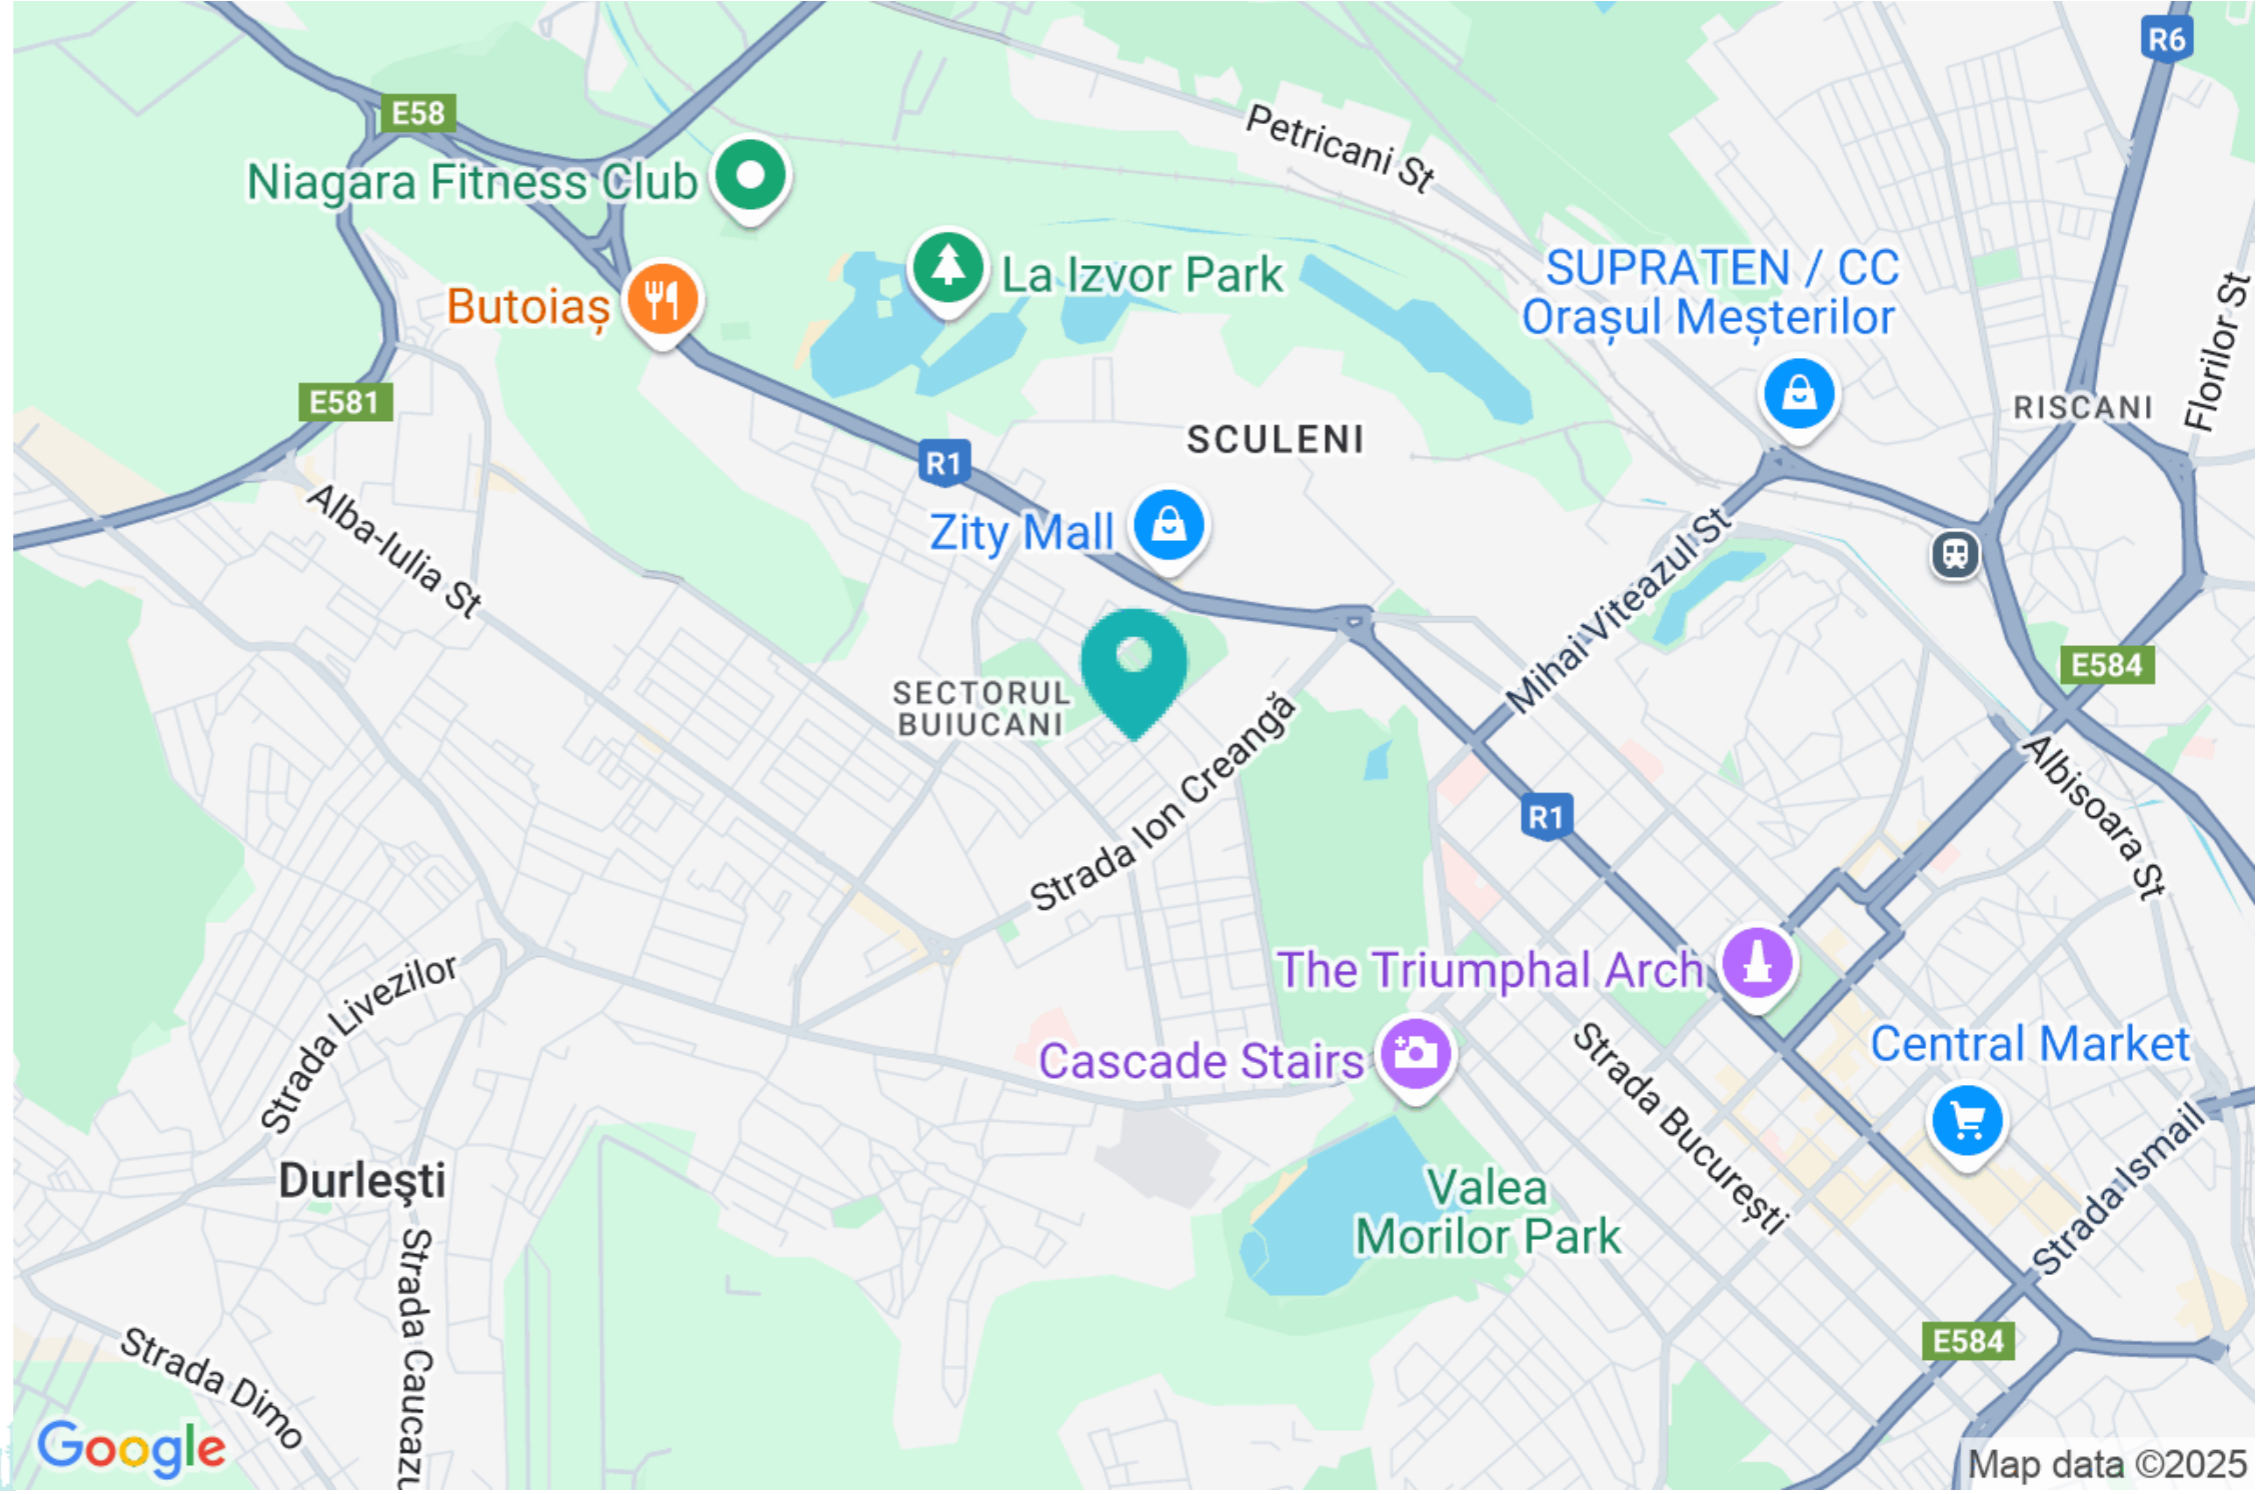 R6
E58
Petricani St
Niagara Fitness Club
La Izvor Park
SUPRATEN / CC
Orașul Meșterilor
Butoiaș
Florilor St
E581
RISCANI
SCULENI
R1
Alba-Iulia St
Zity Mall
Mihai Viteazul St
E584
SECTORUL
BUIUCANI
Strada Ion Creangă
Albisoara St
R1
The Triumphal Arch
Strada Livezilor
Cascade Stairs
Central Market
Strada București
Strada Ismail
Durleşti
Valea
Morilor Park
Strada Caucazu
Strada Dimo
E584
Google
Map data ©2025